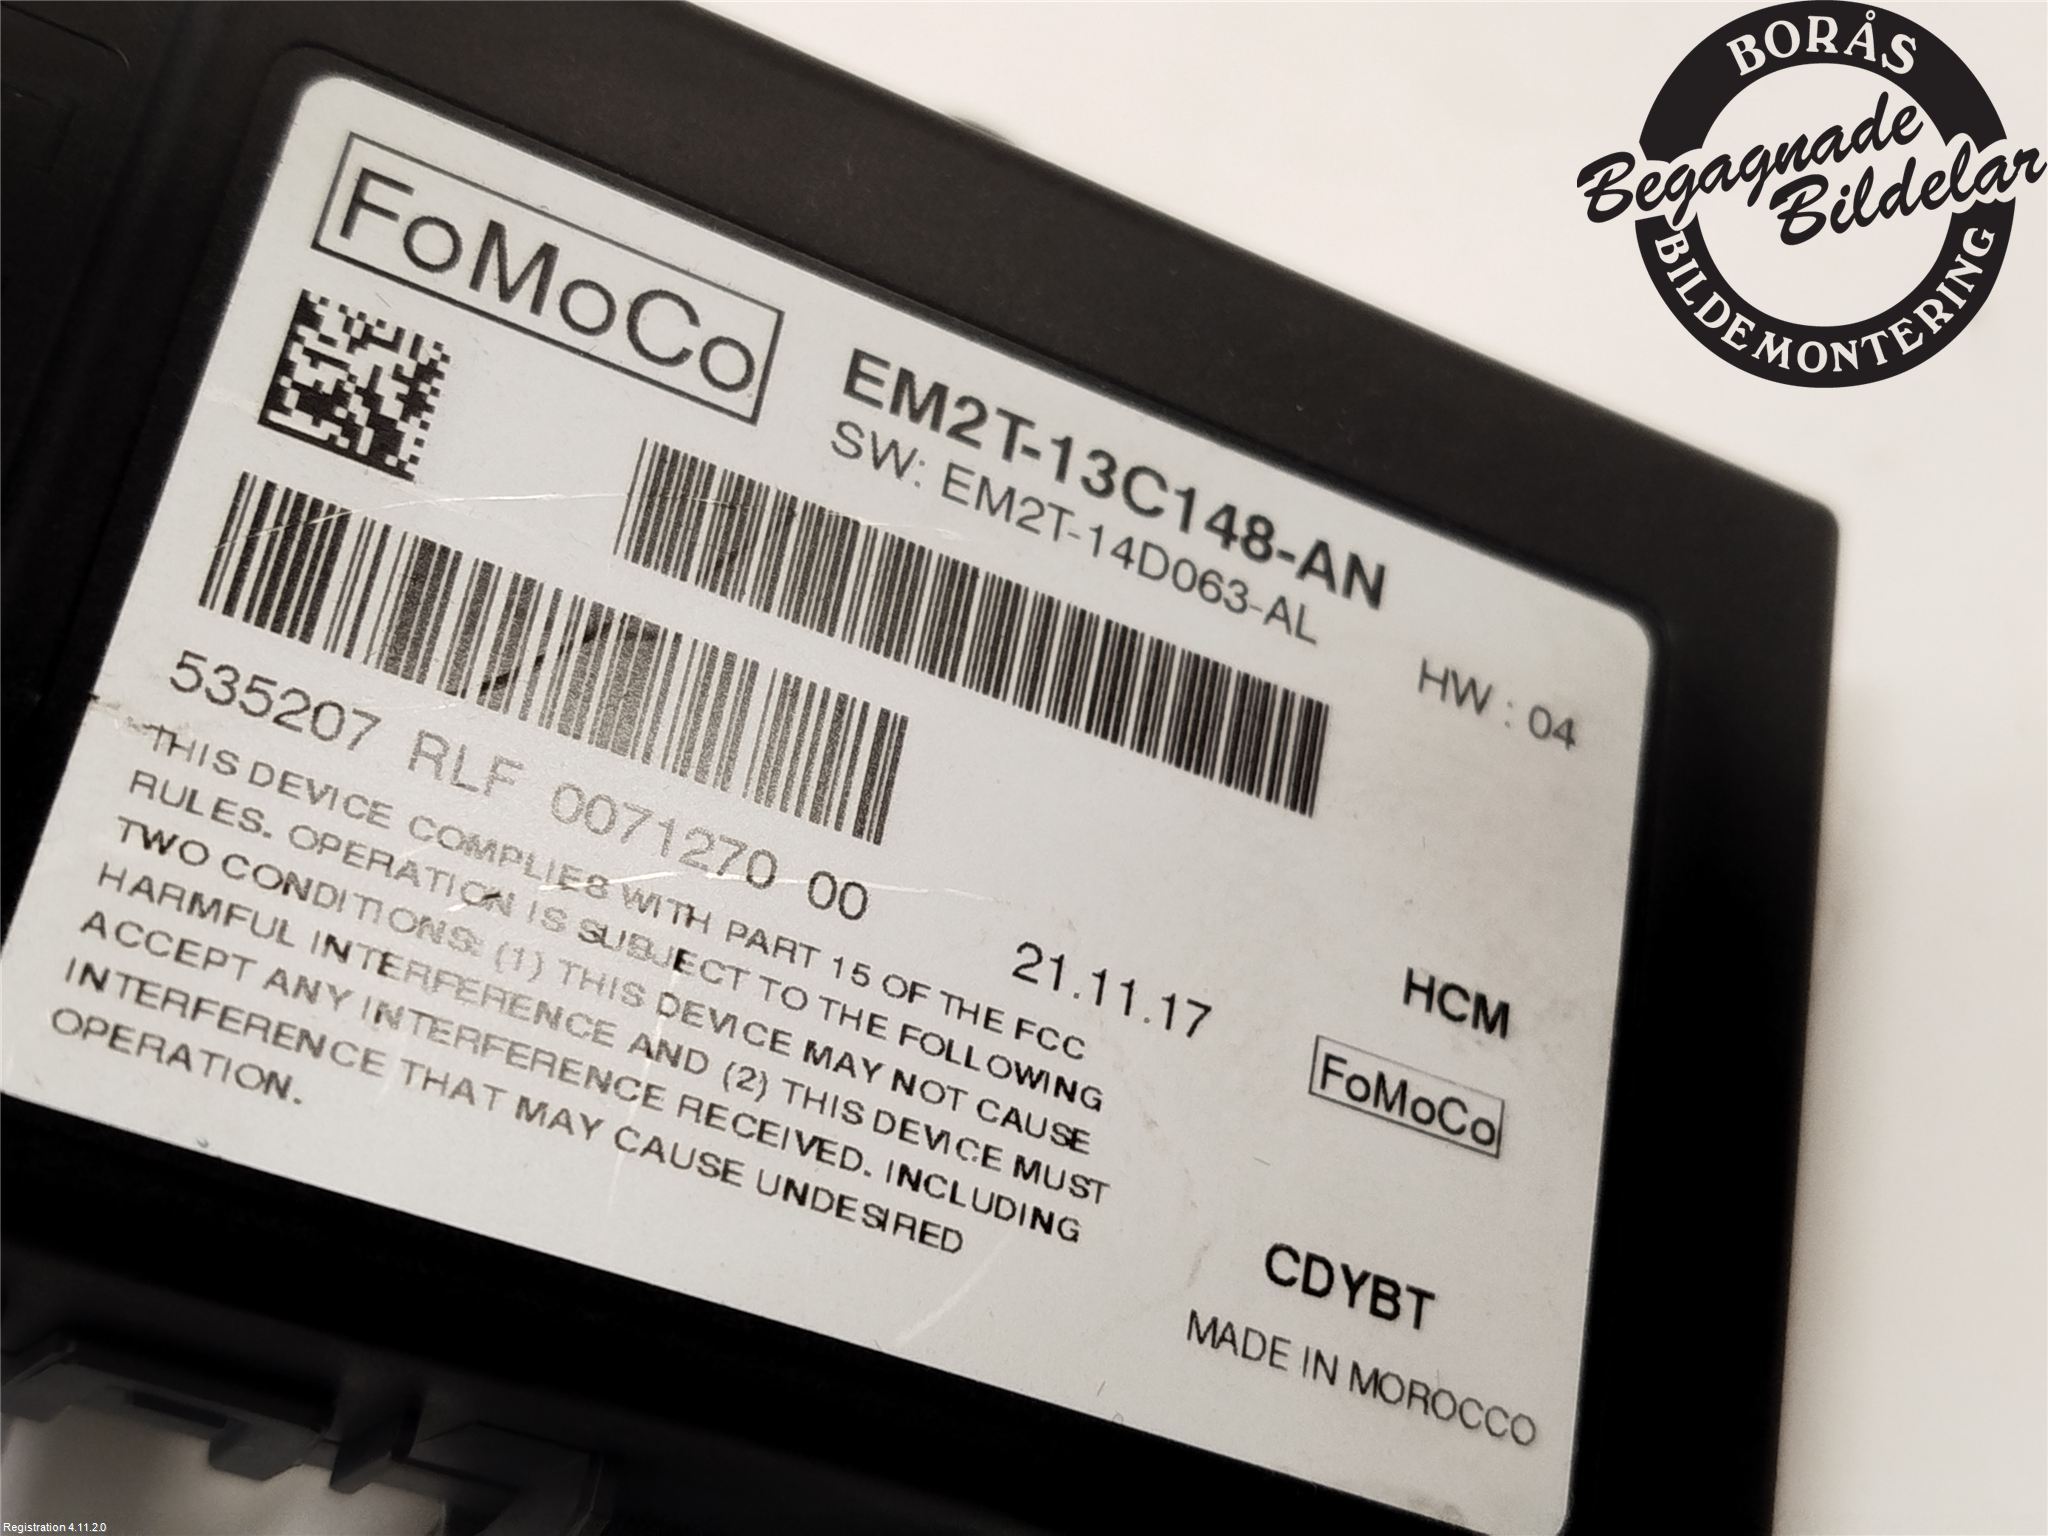 BORÅS
Begagnade
Bildelar
BILDEMONTERING
FoMoCo
EM2T-13C148-AN
SW: EM2T-14D063-AL
HW : 04
535207 RLF 0071270 00
THIS DEVICE COMPLIES WITH PART 15 OF THE FCC
RULES. OPERATION IS SUBJECT TO THE FOLLOWING
TWO CONDITIONS: (1) THIS DEVICE MAY NOT CAUSE
HARMFUL INTERFERENCE AND (2) THIS DEVICE MUST
ACCEPT ANY INTERFERENCE RECEIVED. INCLUDING
INTERFERENCE THAT MAY CAUSE UNDESIRED
OPERATION.
21.11.17
HCM
FoMoCo
CDYBT
MADE IN MOROCCO
Registration 4.11.2.0